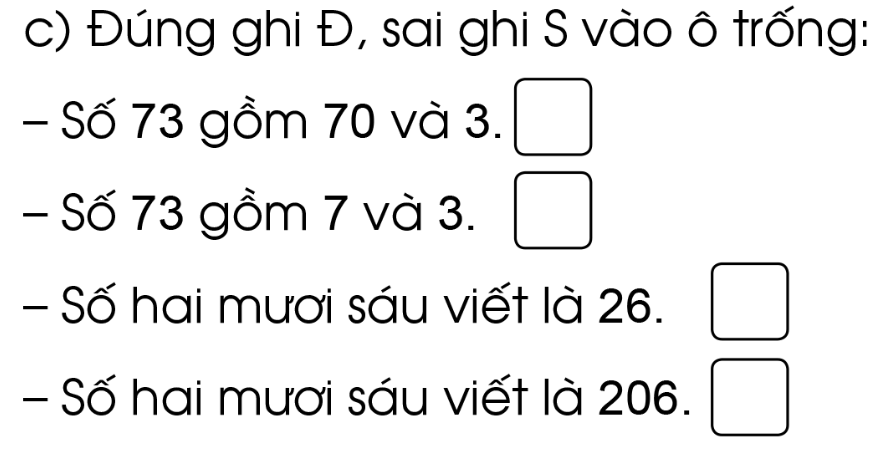 c) Đúng ghi Đ, sai ghi S vào ô trống:
– Số 73 gồm 70 và 3.
– Số 73 gồm 7 và 3.
– Số hai mươi sáu viết là 26.
– Số hai mươi sáu viết là 206.